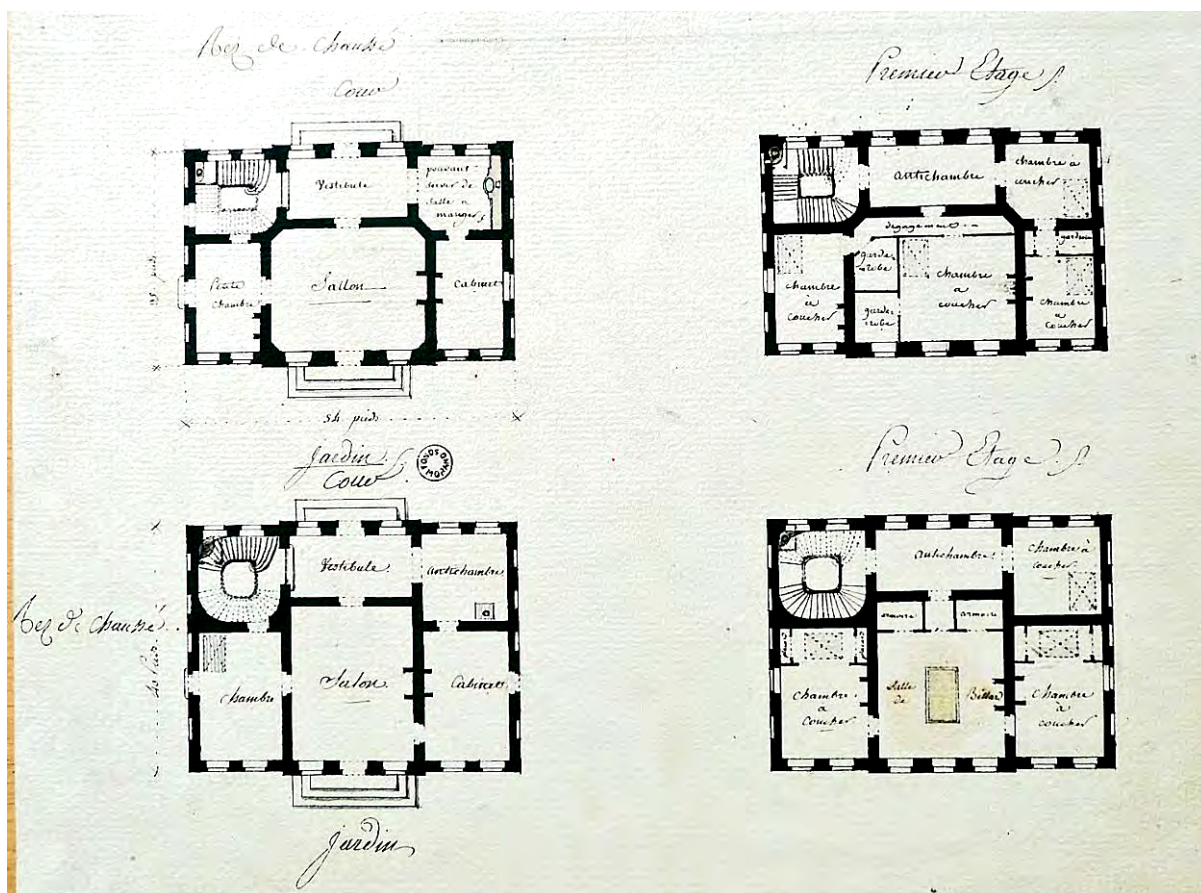 Rez de chaussé
Cour
Vestibule
pouvant
servir de
salle à
manger
Petite
chambre
Sallon
Cabinet
54 pieds
Jardin
Premier Etage
antichambre
chambre à
coucher
dégagement
garde
robe
garde
robe
chambre
à
coucher
chambre
à
coucher
chambre
à
coucher
Cour
FONDS
Rez de chaussé
Vestibule
antichambre
Chambre
Salon
Cabinet
Jardin
Premier Etage
antichambre
chambre à
coucher
armoire
armoire
chambre
à
coucher
Salle
de
Billard
chambre
à
coucher